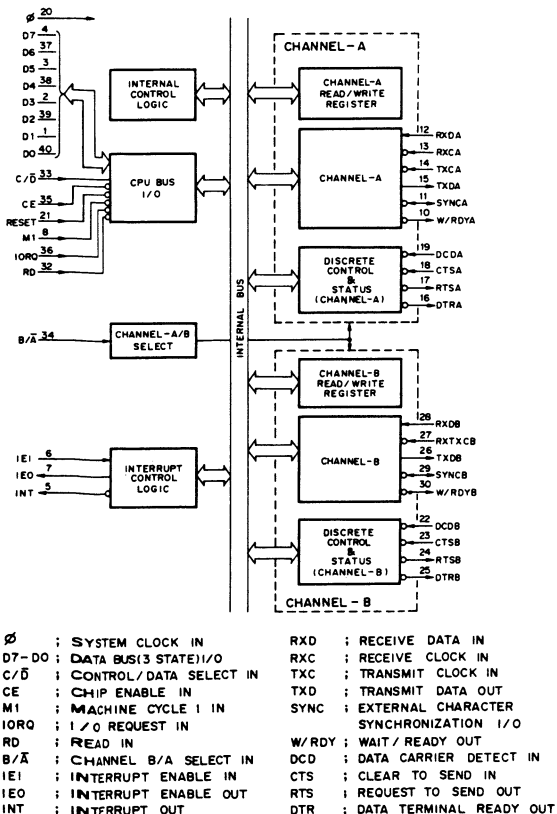 Ø 20
D7 4
D6 37
D5 3
D4 38
D3 2
D2 39
D1 1
D0 40
C/D̅ 33
CE 35
RESET 21
M1 8
IORQ 36
RD 32
B/A̅ 34
IEI 6
IEO 7
INT 5
INTERNAL
CONTROL
LOGIC
CPU BUS
I/O
CHANNEL-A/B
SELECT
INTERRUPT
CONTROL
LOGIC
INTERNAL BUS
CHANNEL-A
CHANNEL-A
READ/WRITE
REGISTER
CHANNEL-A
12 RXDA
13 RXCA
14 TXCA
15 TXDA
11 SYNCA
10 W/RDYA
DISCRETE
CONTROL
&
STATUS
(CHANNEL-A)
19 DCDA
18 CTSA
17 RTSA
16 DTRA
CHANNEL-B
READ/WRITE
REGISTER
CHANNEL-B
28 RXDB
27 RXTXCB
26 TXDB
29 SYNCB
30 W/RDYB
DISCRETE
CONTROL
&
STATUS
(CHANNEL-B)
22 DCDB
23 CTSB
24 RTSB
25 DTRB
CHANNEL-B
Ø ; SYSTEM CLOCK IN
D7-D0 ; DATA BUS(3 STATE)I/O
C/D̅ ; CONTROL/DATA SELECT IN
CE ; CHIP ENABLE IN
M1 ; MACHINE CYCLE 1 IN
IORQ ; I/O REQUEST IN
RD ; READ IN
B/A̅ ; CHANNEL B/A SELECT IN
IEI ; INTERRUPT ENABLE IN
IEO ; INTERRUPT ENABLE OUT
INT ; INTERRUPT OUT
RXD ; RECEIVE DATA IN
RXC ; RECEIVE CLOCK IN
TXC ; TRANSMIT CLOCK IN
TXD ; TRANSMIT DATA OUT
SYNC ; EXTERNAL CHARACTER
SYNCHRONIZATION I/O
W/RDY ; WAIT/READY OUT
DCD ; DATA CARRIER DETECT IN
CTS ; CLEAR TO SEND IN
RTS ; REQUEST TO SEND OUT
DTR ; DATA TERMINAL READY OUT